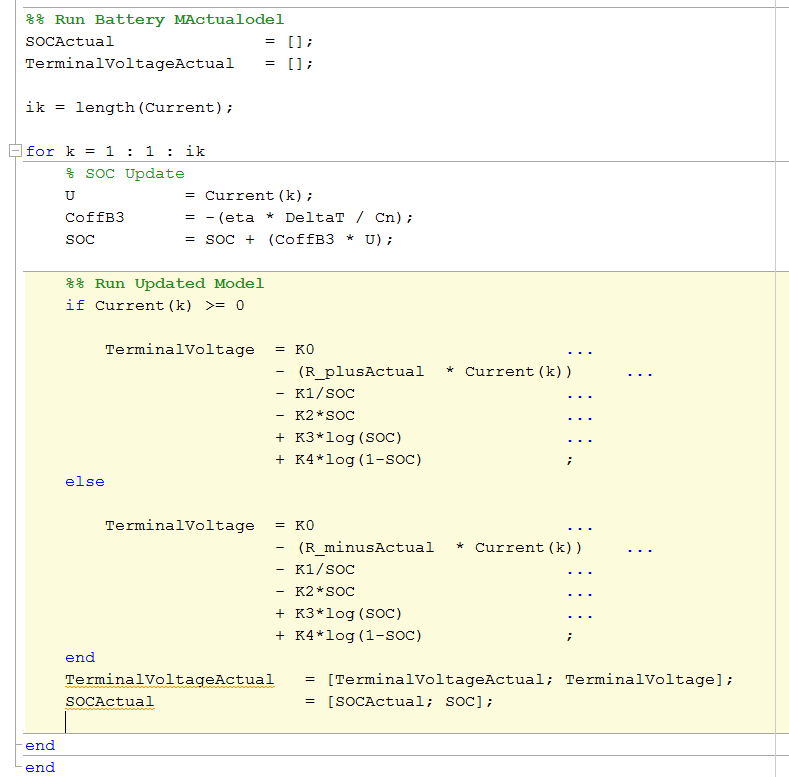 %% Run Battery MActualodel
SOCActual = [];
TerminalVoltageActual = [];
ik = length(Current);
for k = 1 : 1 : ik
% SOC Update
U = Current(k);
CoffB3 = -(eta * DeltaT / Cn);
SOC = SOC + (CoffB3 * U);
%% Run Updated Model
if Current(k) >= 0
TerminalVoltage = K0 ...
- (R_plusActual * Current(k)) ...
- K1/SOC ...
- K2*SOC ...
+ K3*log(SOC) ...
+ K4*log(1-SOC) ;
else
TerminalVoltage = K0 ...
- (R_minusActual * Current(k)) ...
- K1/SOC ...
- K2*SOC ...
+ K3*log(SOC) ...
+ K4*log(1-SOC) ;
end
TerminalVoltageActual = [TerminalVoltageActual; TerminalVoltage];
SOCActual = [SOCActual; SOC];
end
end